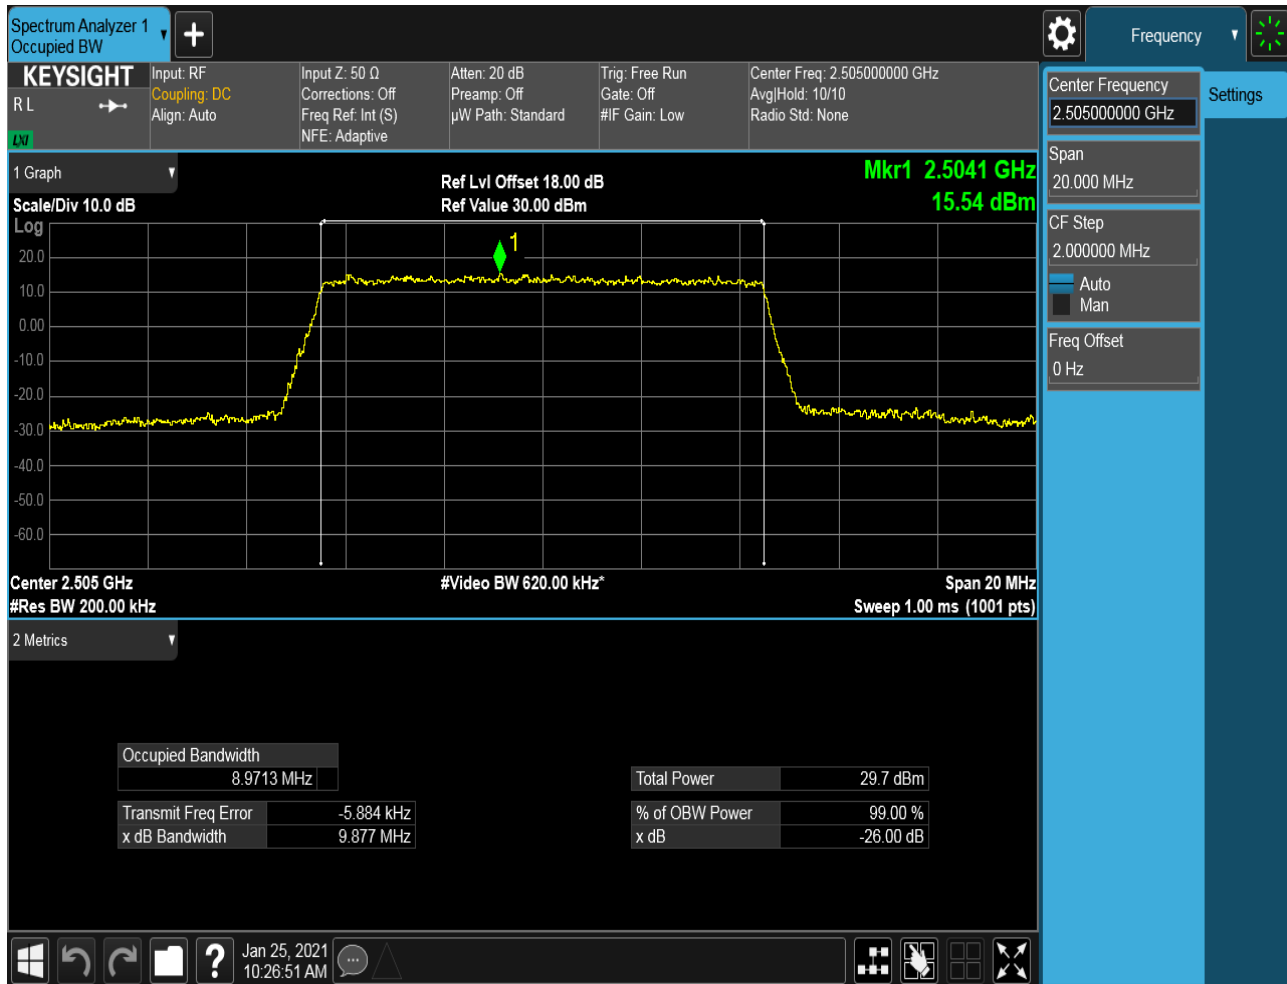 Spectrum Analyzer 1
Occupied BW
Frequency
KEYSIGHT
R L
LXI
Input: RF
Coupling: DC
Align: Auto
Input Z: 50 Ω
Corrections: Off
Freq Ref: Int (S)
NFE: Adaptive
Atten: 20 dB
Preamp: Off
µW Path: Standard
Trig: Free Run
Gate: Off
#IF Gain: Low
Center Freq: 2.505000000 GHz
Avg|Hold: 10/10
Radio Std: None
Center Frequency
2.505000000 GHz
Settings
Span
20.000 MHz
CF Step
2.000000 MHz
Auto
Man
Freq Offset
0 Hz
1 Graph
Scale/Div 10.0 dB
Ref Lvl Offset 18.00 dB
Ref Value 30.00 dBm
Mkr1 2.5041 GHz
15.54 dBm
Log
1
20.0
10.0
0.00
-10.0
-20.0
-30.0
-40.0
-50.0
-60.0
Center 2.505 GHz
#Video BW 620.00 kHz*
Span 20 MHz
#Res BW 200.00 kHz
Sweep 1.00 ms (1001 pts)
2 Metrics
Occupied Bandwidth
8.9713 MHz
Transmit Freq Error -5.884 kHz
x dB Bandwidth 9.877 MHz
Total Power 29.7 dBm
% of OBW Power 99.00 %
x dB -26.00 dB
?
Jan 25, 2021
10:26:51 AM